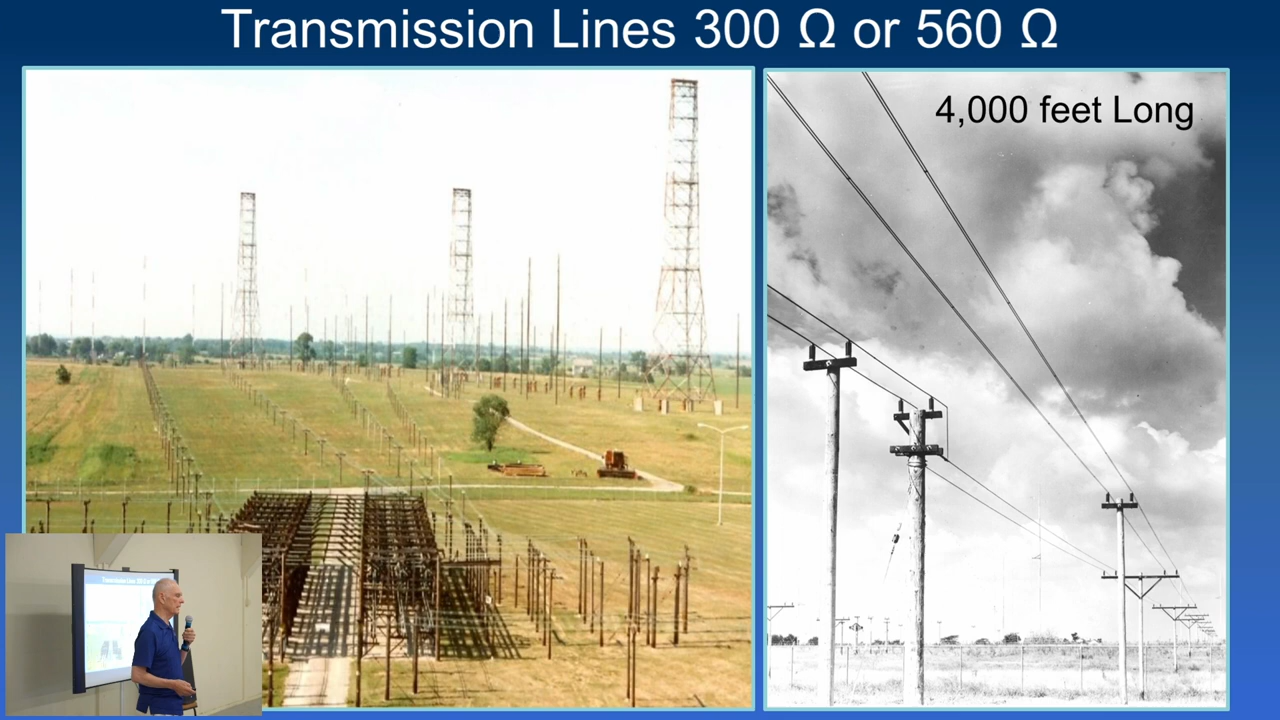 Transmission Lines 300 Ω or 560 Ω
4,000 feet Long